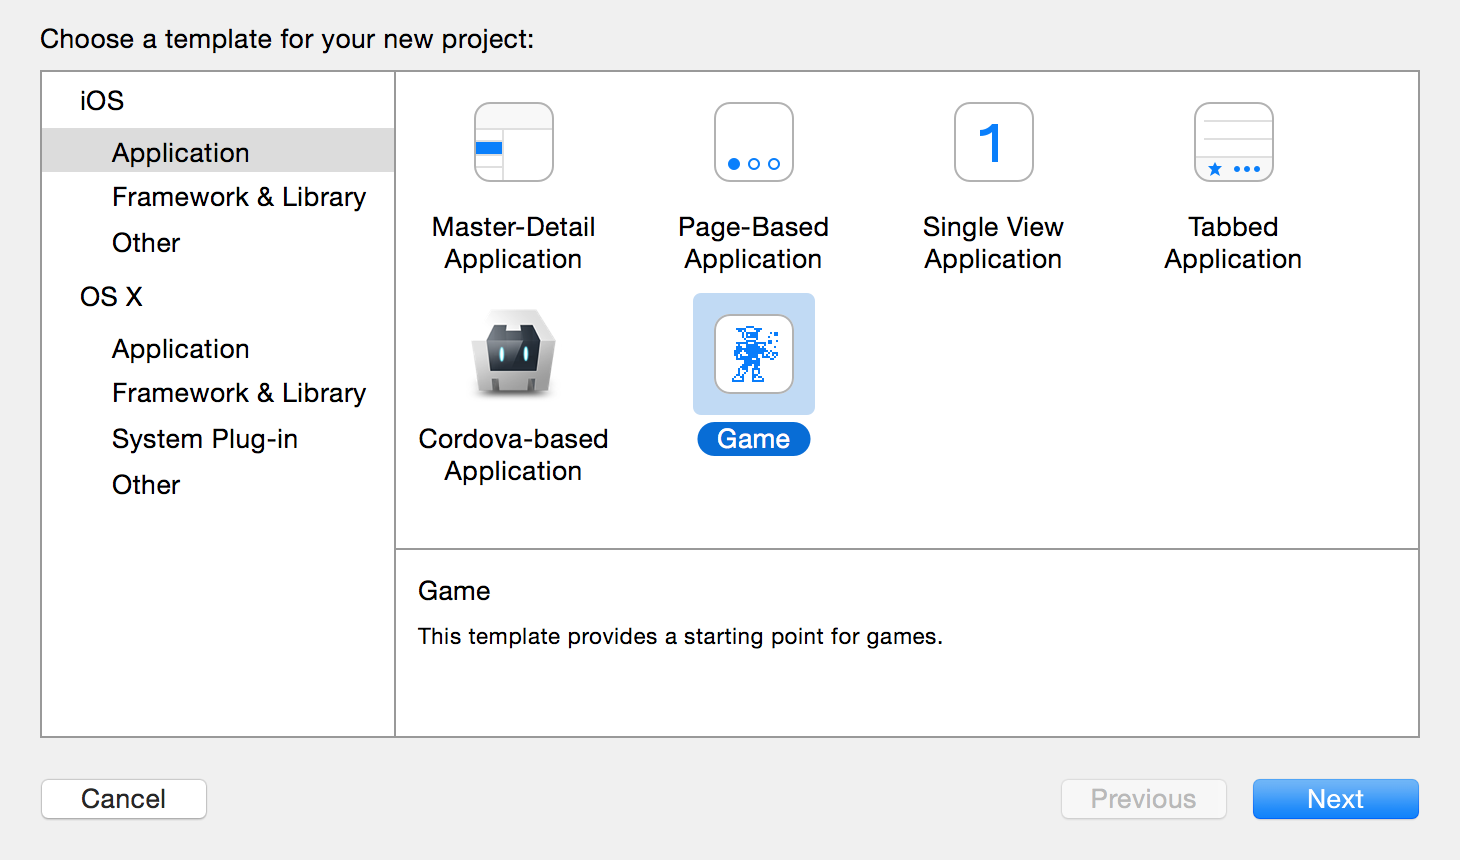 Choose a template for your new project:
iOS
Application
Framework & Library
Other
OS X
Application
Framework & Library
System Plug-in
Other
Master-Detail
Application
Page-Based
Application
1
Single View
Application
Tabbed
Application
Cordova-based
Application
Game
Game
This template provides a starting point for games.
Cancel
Previous
Next